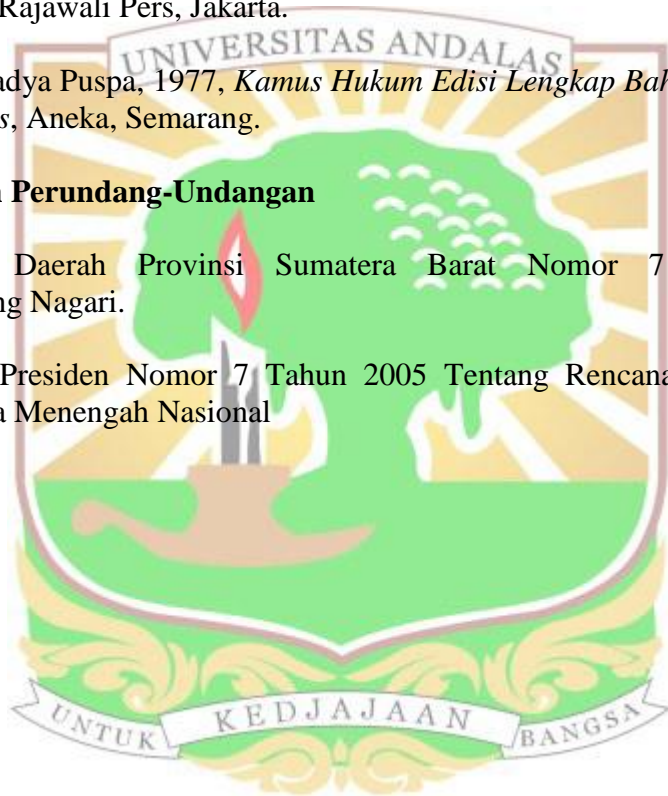 Rajawali Pers, Jakarta.
UNIVERSITAS ANDALAS
adya Puspa, 1977, Kamus Hukum Edisi Lengkap Bah
s, Aneka, Semarang.
n Perundang-Undangan
Daerah Provinsi Sumatera Barat Nomor 7
ng Nagari.
Presiden Nomor 7 Tahun 2005 Tentang Rencana
a Menengah Nasional
UNTUK KEDJAJAAN BANGSA